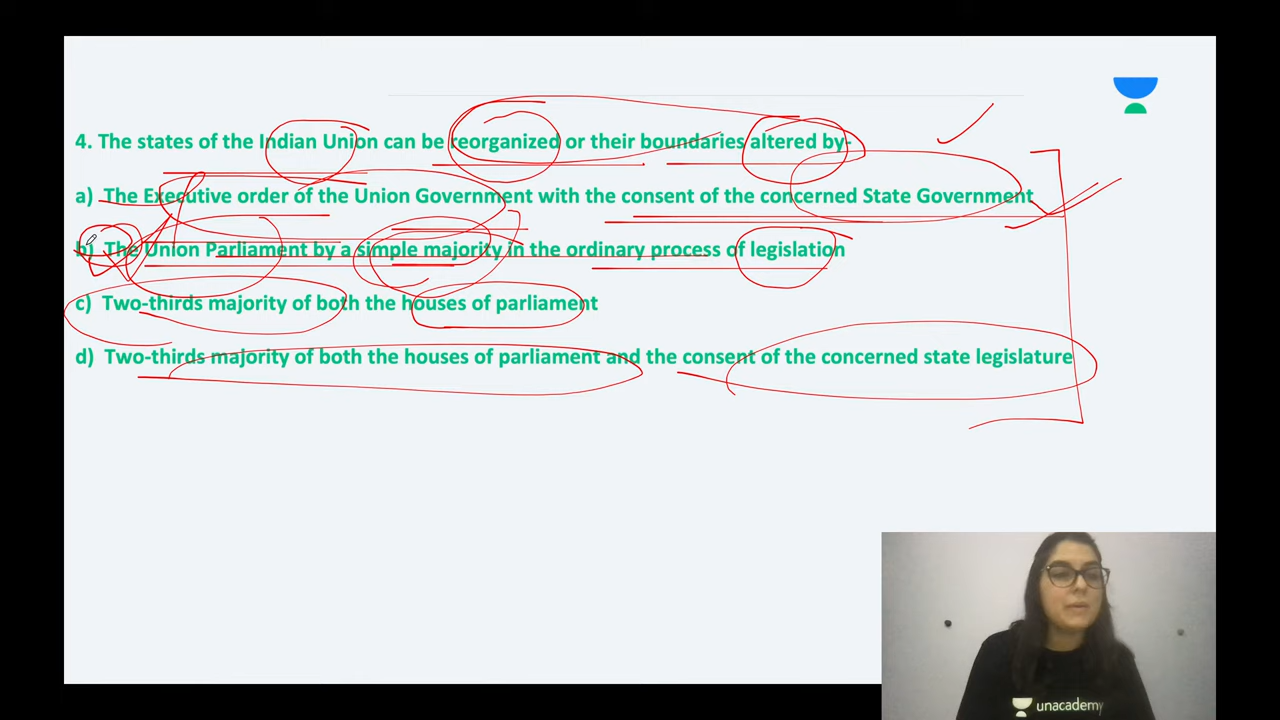 4. The states of the Indian Union can be reorganized or their boundaries altered by-
a) The Executive order of the Union Government with the consent of the concerned State Government
b) The Union Parliament by a simple majority in the ordinary process of legislation
c) Two-thirds majority of both the houses of parliament
d) Two-thirds majority of both the houses of parliament and the consent of the concerned state legislature
unacademy